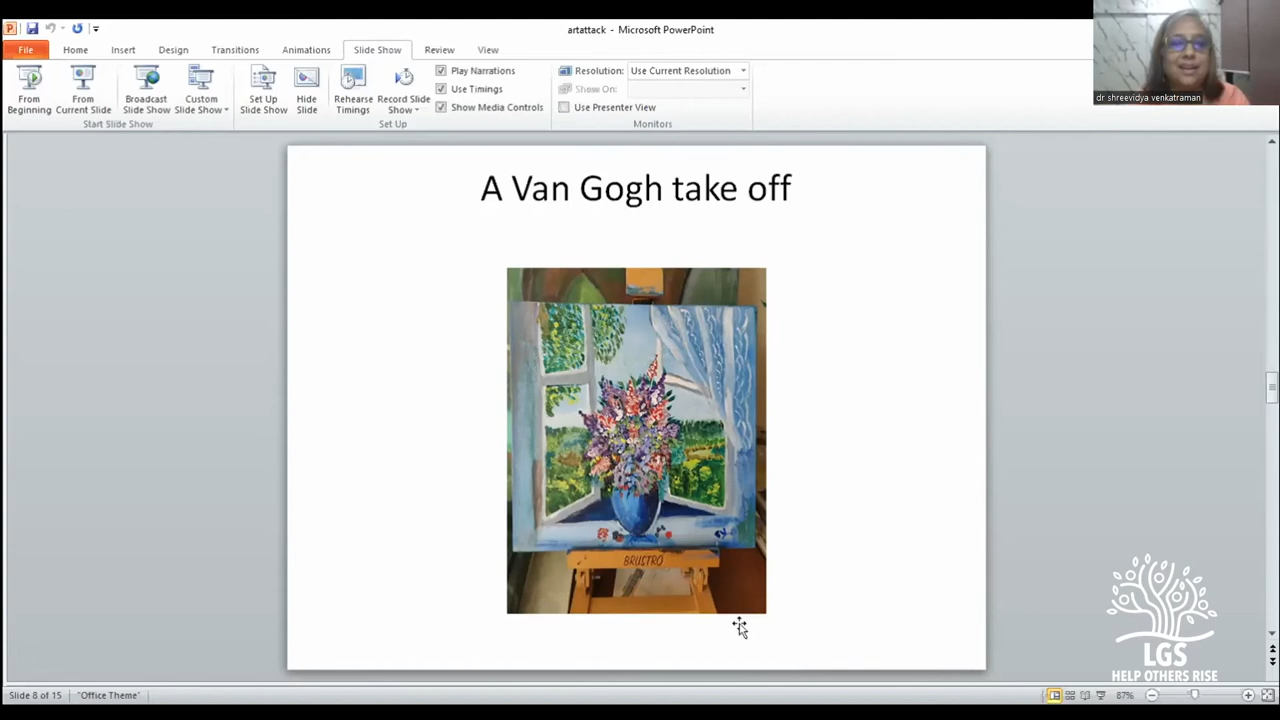 artattack - Microsoft PowerPoint
File Home Insert Design Transitions Animations Slide Show Review View
From Beginning
From Current Slide
Broadcast Slide Show
Custom Slide Show
Start Slide Show
Set Up Slide Show
Hide Slide
Rehearse Timings
Record Slide Show
Set Up
Play Narrations
Use Timings
Show Media Controls
Resolution: Use Current Resolution
Show On:
Use Presenter View
Monitors
dr shreevidya venkatraman
A Van Gogh take off
BRUSTRO
LGS
HELP OTHERS RISE
Slide 8 of 15 "Office Theme" 87%